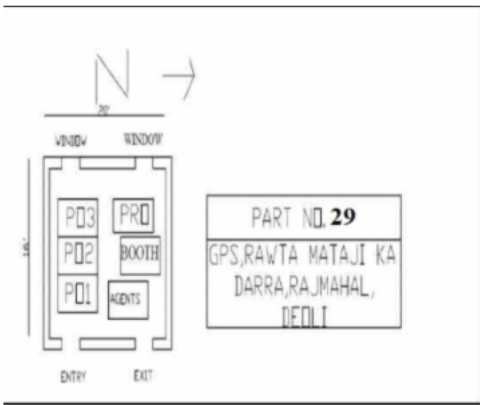 N
20'
WINDOW WINDOW
PO3 PRO
PO2 BOOTH
PO1 AGENTS
ENTRY EXIT
PART NO. 29
GPS,RAWTA MATAJI KA
DARRA,RAJMAHAL,
DEOLI